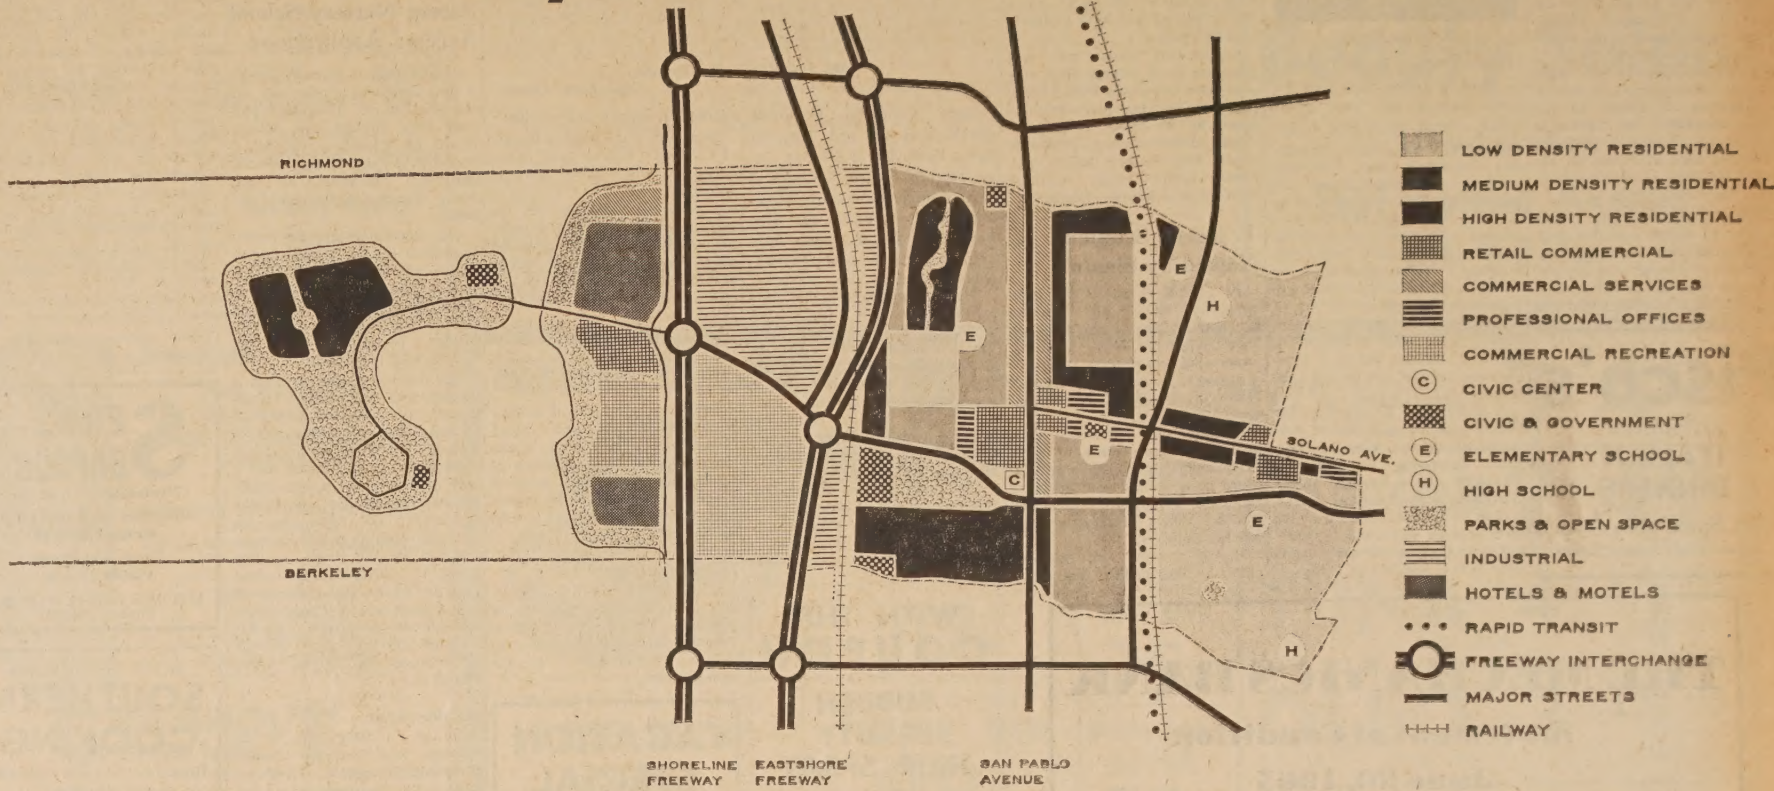 RICHMOND
BERKELEY
SOLANO AVE.
E
H
E
E
C
E
H
SHORELINE
FREEWAY
EASTSHORE
FREEWAY
SAN PABLO
AVENUE
LOW DENSITY RESIDENTIAL
MEDIUM DENSITY RESIDENTIAL
HIGH DENSITY RESIDENTIAL
RETAIL COMMERCIAL
COMMERCIAL SERVICES
PROFESSIONAL OFFICES
COMMERCIAL RECREATION
C CIVIC CENTER
CIVIC & GOVERNMENT
E ELEMENTARY SCHOOL
H HIGH SCHOOL
PARKS & OPEN SPACE
INDUSTRIAL
HOTELS & MOTELS
RAPID TRANSIT
FREEWAY INTERCHANGE
MAJOR STREETS
RAILWAY